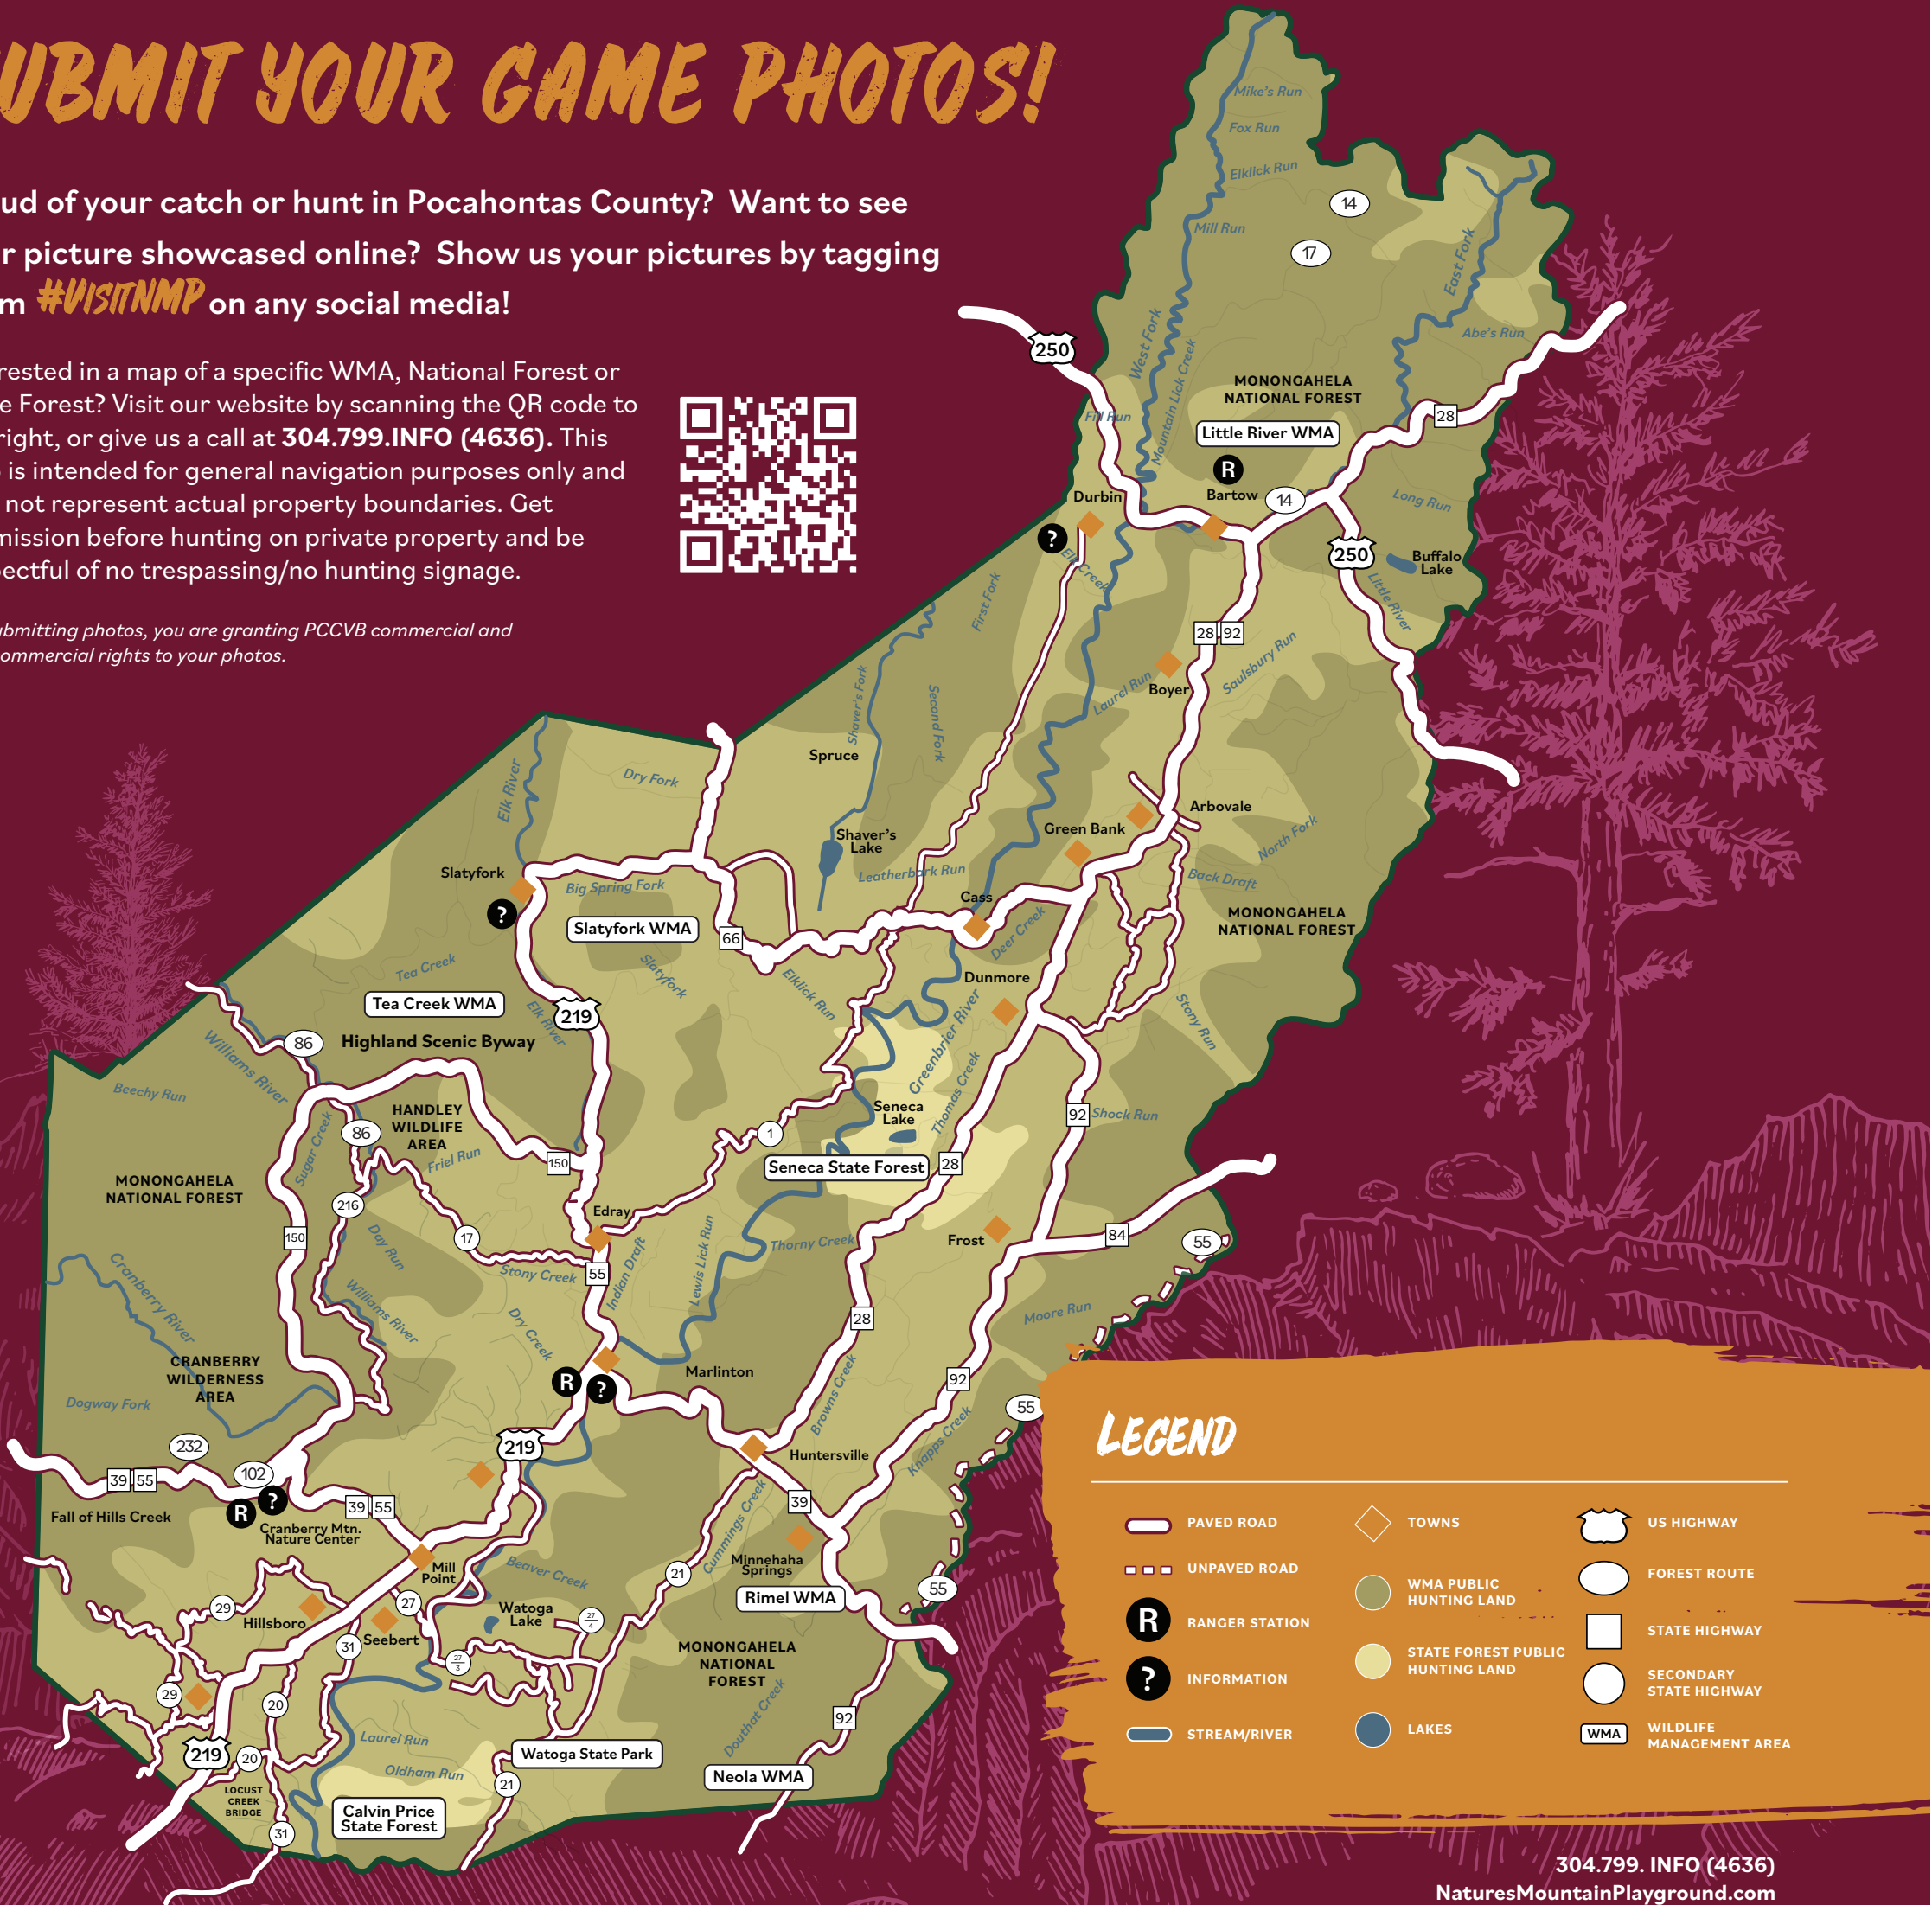 UBMIT YOUR GAME PHOTOS!
ud of your catch or hunt in Pocahontas County? Want to see
r picture showcased online? Show us your pictures by tagging
m #VISITNMP on any social media!
rested in a map of a specific WMA, National Forest or
e Forest? Visit our website by scanning the QR code to
right, or give us a call at 304.799.INFO (4636). This
is intended for general navigation purposes only and
not represent actual property boundaries. Get
mission before hunting on private property and be
pectful of no trespassing/no hunting signage.
ubmitting photos, you are granting PCCVB commercial and
ommercial rights to your photos.
Mike's Run
Fox Run
Elklick Run
14
Mill Run
17
East Fork
Abe's Run
250
West Fork
Mountain Lick Creek
MONONGAHELA
NATIONAL FOREST
Fill Run
28
Little River WMA
R
Durbin
Bartow
14
Long Run
?
Elk Creek
250
Buffalo
Lake
Little River
First Fork
28 92
Saulsbury Run
Laurel Run
Boyer
Shaver's Fork
Second Fork
Spruce
Elk River
Dry Fork
Arbovale
Green Bank
North Fork
Shaver's
Lake
Leatherbark Run
Back Draft
Slatyfork
Big Spring Fork
Cass
?
Slatyfork WMA
66
Deer Creek
MONONGAHELA
NATIONAL FOREST
Tea Creek
Slatyfork
Elklick Run
Dunmore
Tea Creek WMA
Elk River
219
Greenbrier River
Stony Run
Highland Scenic Byway
86
Williams River
Beechy Run
HANDLEY
WILDLIFE
AREA
Thomas Creek
Seneca
Lake
92
Shock Run
86
Sugar Creek
Friel Run
1
150
Seneca State Forest
28
MONONGAHELA
NATIONAL FOREST
216
Edray
150
17
Day Run
Stony Creek
55
Indian Draft
Lewis Lick Run
Thorny Creek
Frost
84
55
Cranberry River
Williams River
Dry Creek
28
Moore Run
CRANBERRY
WILDERNESS
AREA
Dogway Fork
R
?
Marlinton
92
Browns Creek
55
232
219
Huntersville
Knapps Creek
39 55
102
R
?
39 55
39
Fall of Hills Creek
Cranberry Mtn.
Nature Center
Mill
Point
Beaver Creek
Cummings Creek
Minnehaha
Springs
21
55
Rimel WMA
29
27
Hillsboro
Seebert
Watoga
Lake
27
4
31
27
3
MONONGAHELA
NATIONAL
FOREST
29
20
92
Douthat Creek
Laurel Run
219
20
Oldham Run
Watoga State Park
21
Neola WMA
LOCUST
CREEK
BRIDGE
Calvin Price
State Forest
31
LEGEND
PAVED ROAD
UNPAVED ROAD
R RANGER STATION
? INFORMATION
STREAM/RIVER
TOWNS
WMA PUBLIC
HUNTING LAND
STATE FOREST PUBLIC
HUNTING LAND
LAKES
US HIGHWAY
FOREST ROUTE
STATE HIGHWAY
SECONDARY
STATE HIGHWAY
WMA WILDLIFE
MANAGEMENT AREA
304.799. INFO (4636)
NaturesMountainPlayground.com